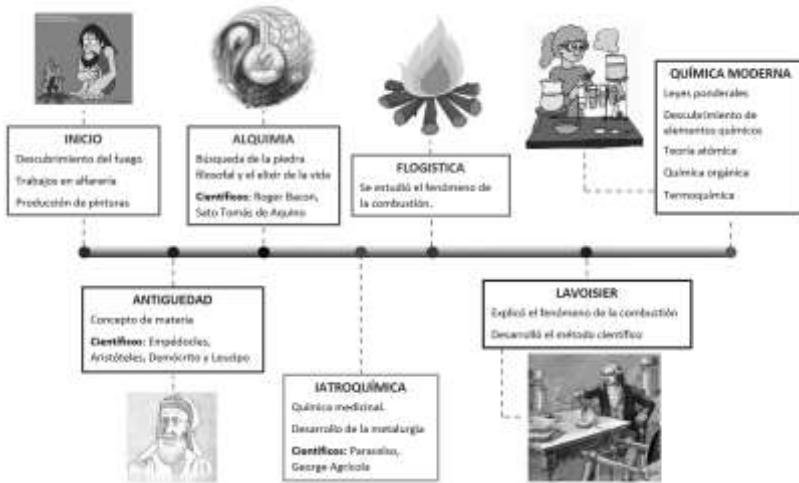 INICIO
Descubrimiento del fuego
Trabajos en alfarería
Producción de pinturas
ANTIGUEDAD
Concepto de materia
Científicos: Empédocles,
Aristóteles, Demócrito y Leucipo
ALQUIMIA
Búsqueda de la piedra
filosofal y el elixir de la vida
Científicos: Roger Bacon,
Sato Tomás de Aquino
IATROQUÍMICA
Química medicinal.
Desarrollo de la metalurgia
Científicos: Paracelso,
George Agrícola
FLOGISTICA
Se estudió el fenómeno de
la combustión.
LAVOISIER
Explicó el fenómeno de la combustión
Desarrolló el método científico
QUÍMICA MODERNA
Leyes ponderales
Descubrimiento de
elementos químicos
Teoría atómica
Química orgánica
Termoquímica